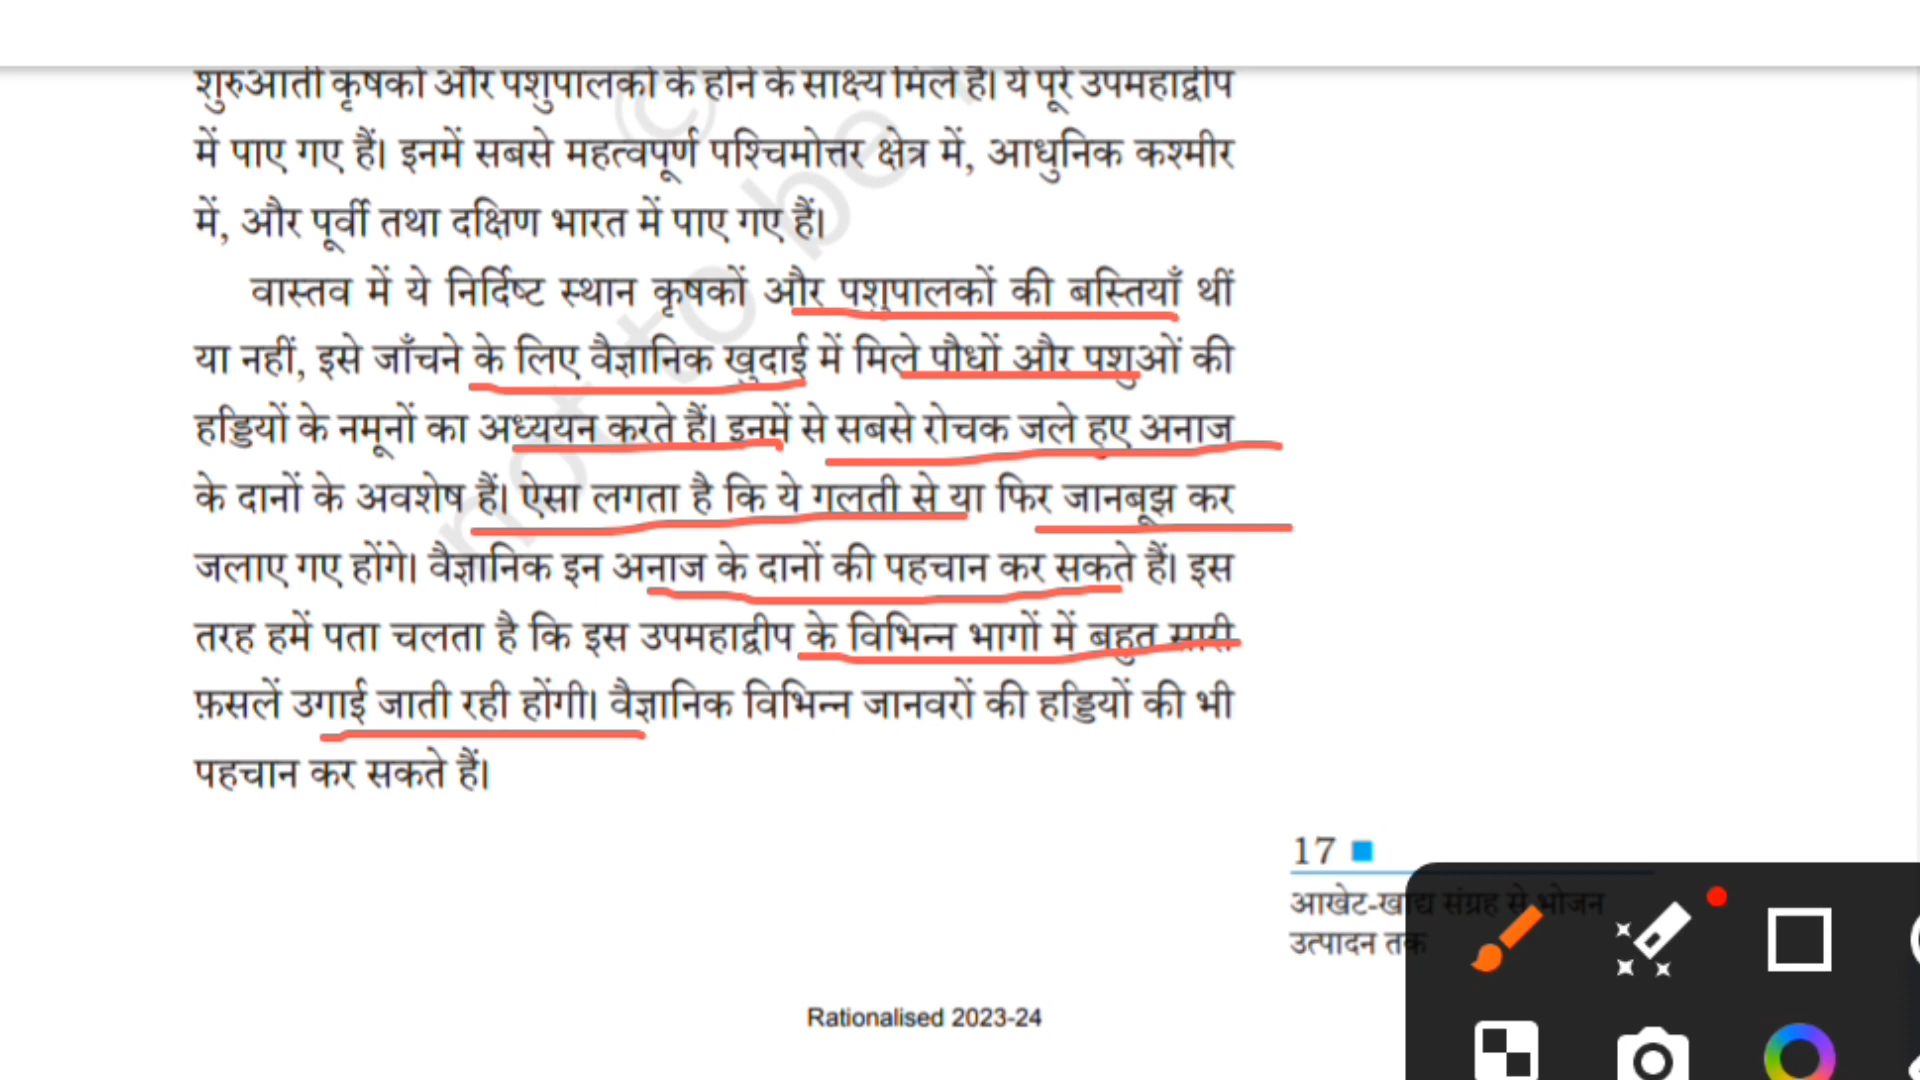 शुरुआती कृषकों और पशुपालकों के होने के साक्ष्य मिले हैं। ये पूरे उपमहाद्वीप
में पाए गए हैं। इनमें सबसे महत्वपूर्ण पश्चिमोत्तर क्षेत्र में, आधुनिक कश्मीर
में, और पूर्वी तथा दक्षिण भारत में पाए गए हैं।
वास्तव में ये निर्दिष्ट स्थान कृषकों और पशुपालकों की बस्तियाँ थीं
या नहीं, इसे जाँचने के लिए वैज्ञानिक खुदाई में मिले पौधों और पशुओं की
हड्डियों के नमूनों का अध्ययन करते हैं। इनमें से सबसे रोचक जले हुए अनाज
के दानों के अवशेष हैं। ऐसा लगता है कि ये गलती से या फिर जानबूझ कर
जलाए गए होंगे। वैज्ञानिक इन अनाज के दानों की पहचान कर सकते हैं। इस
तरह हमें पता चलता है कि इस उपमहाद्वीप के विभिन्न भागों में बहुत सारी
फ़सलें उगाई जाती रही होंगी। वैज्ञानिक विभिन्न जानवरों की हड्डियों की भी
पहचान कर सकते हैं।
17
आखेट-खाद्य संग्रह से भोजन
उत्पादन तक
Rationalised 2023-24
© not to be